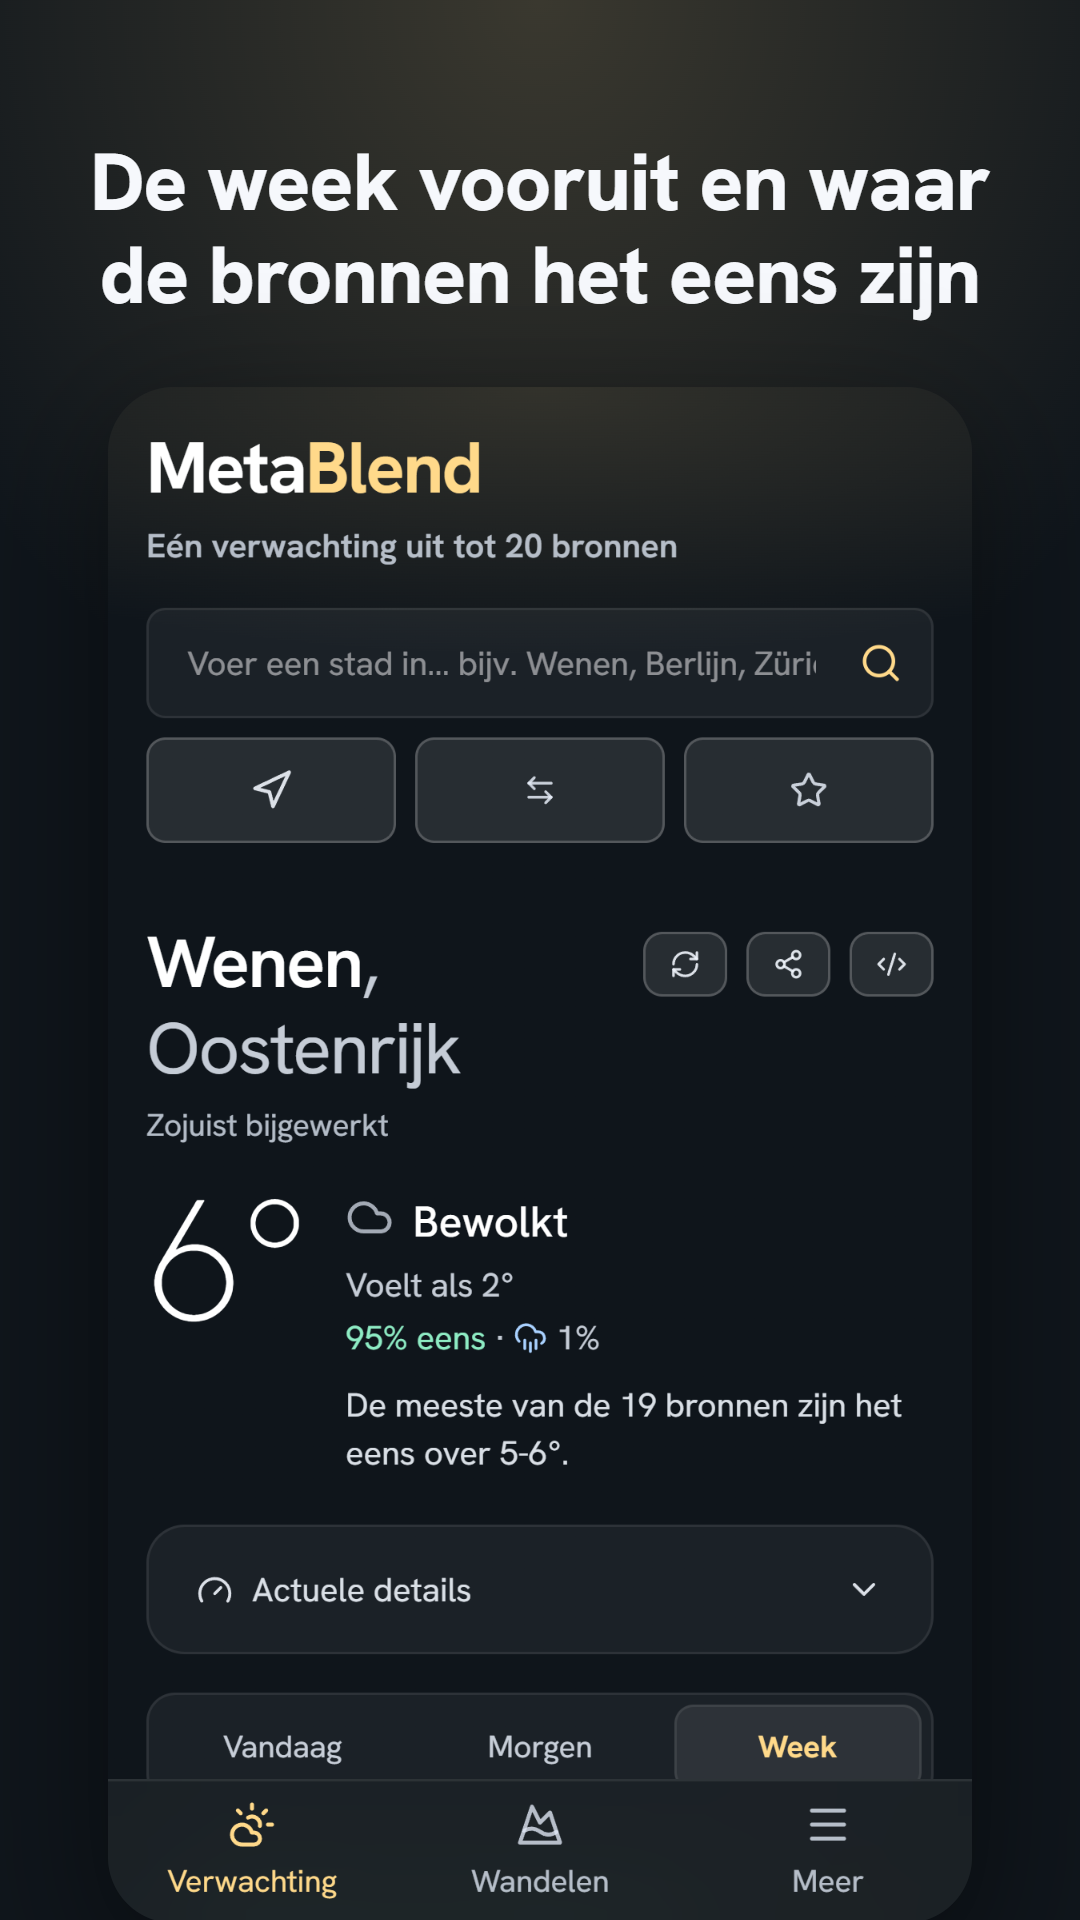 De week vooruit en waar
de bronnen het eens zijn
MetaBlend
Eén verwachting uit tot 20 bronnen
Voer een stad in... bijv. Wenen, Berlijn, Züri
Wenen,
Oostenrijk
Zojuist bijgewerkt
6°
Bewolkt
Voelt als 2°
95% eens · 1%
De meeste van de 19 bronnen zijn het
eens over 5-6°.
Actuele details
Vandaag Morgen Week
Verwachting Wandelen Meer